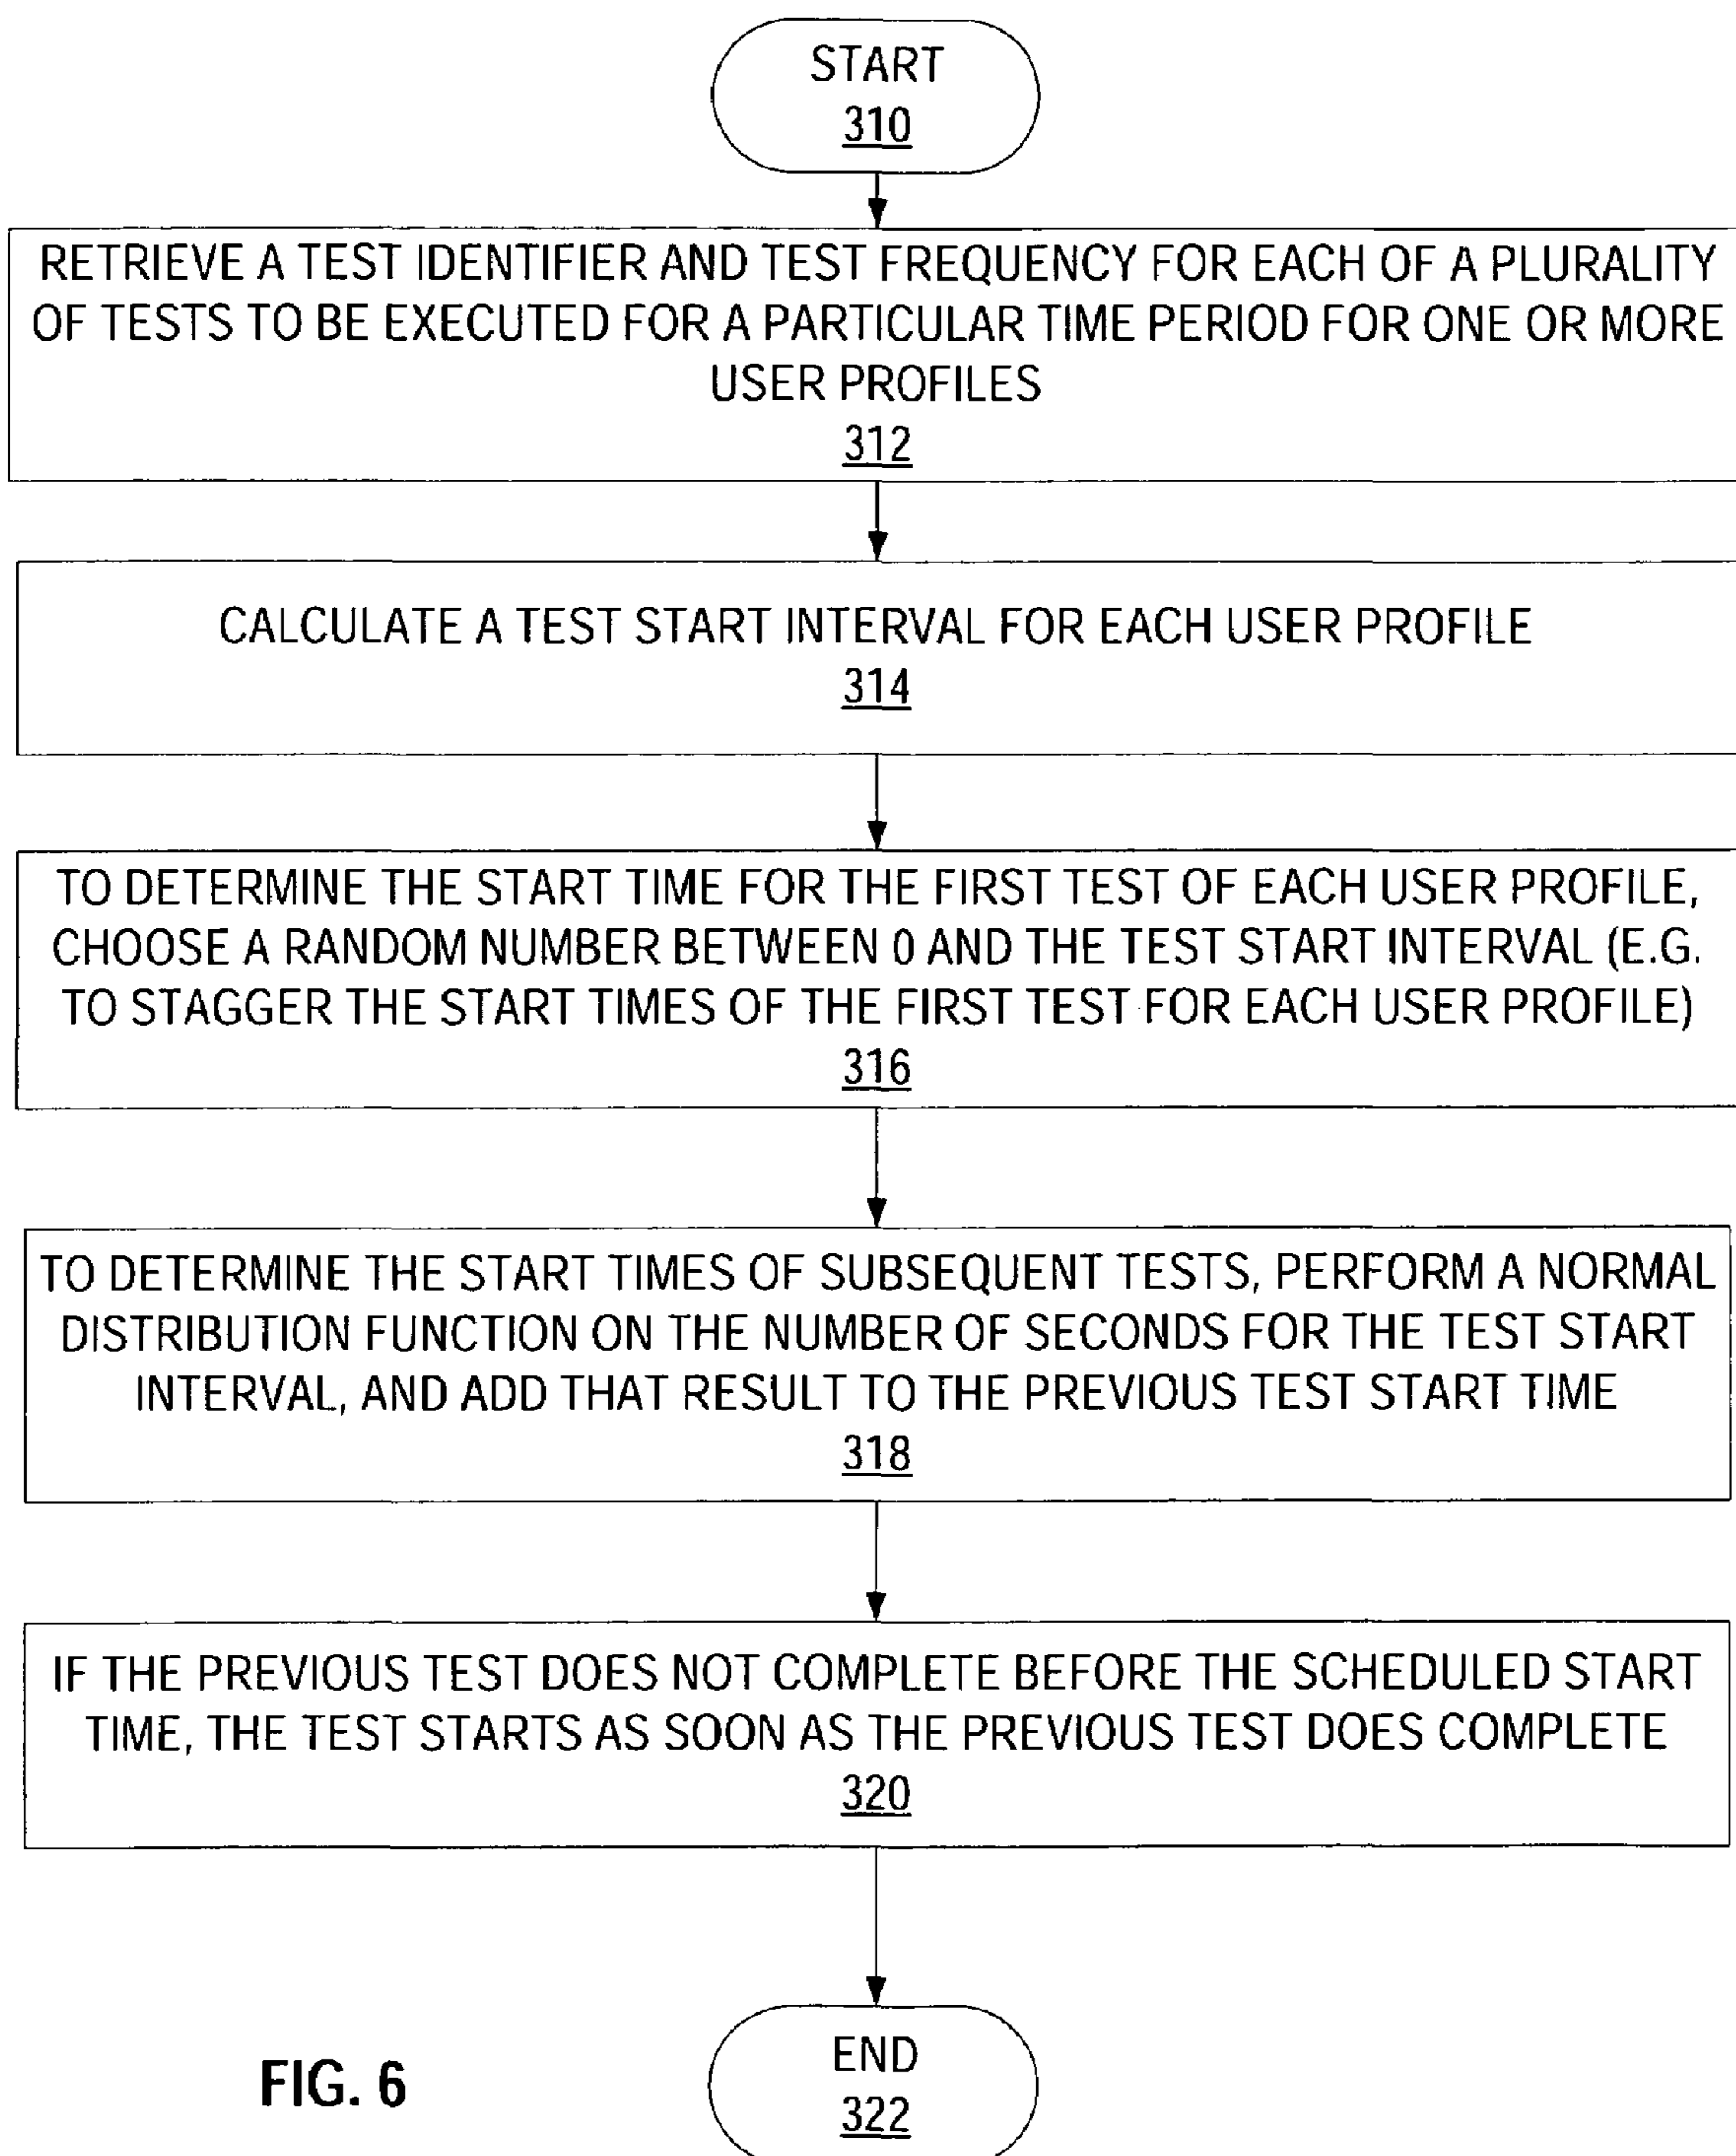 START
310
RETRIEVE A TEST IDENTIFIER AND TEST FREQUENCY FOR EACH OF A PLURALITY
OF TESTS TO BE EXECUTED FOR A PARTICULAR TIME PERIOD FOR ONE OR MORE
USER PROFILES
312
CALCULATE A TEST START INTERVAL FOR EACH USER PROFILE
314
TO DETERMINE THE START TIME FOR THE FIRST TEST OF EACH USER PROFILE,
CHOOSE A RANDOM NUMBER BETWEEN 0 AND THE TEST START INTERVAL (E.G.
TO STAGGER THE START TIMES OF THE FIRST TEST FOR EACH USER PROFILE)
316
TO DETERMINE THE START TIMES OF SUBSEQUENT TESTS, PERFORM A NORMAL
DISTRIBUTION FUNCTION ON THE NUMBER OF SECONDS FOR THE TEST START
INTERVAL, AND ADD THAT RESULT TO THE PREVIOUS TEST START TIME
318
IF THE PREVIOUS TEST DOES NOT COMPLETE BEFORE THE SCHEDULED START
TIME, THE TEST STARTS AS SOON AS THE PREVIOUS TEST DOES COMPLETE
320
END
322
FIG. 6